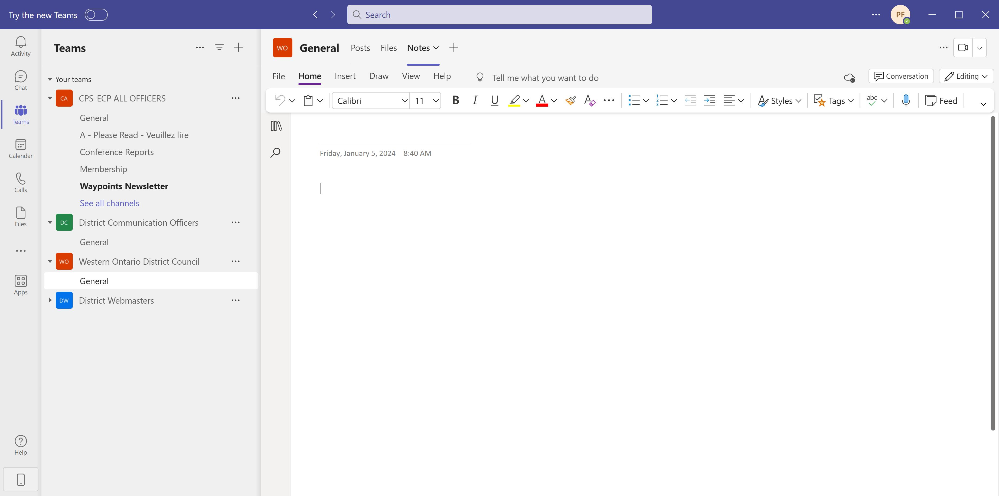 Try the new Teams
Search
PF
Activity
Chat
Teams
Calendar
Calls
Files
Apps
Help
Teams
Your teams
CA CPS-ECP ALL OFFICERS
General
A - Please Read - Veuillez lire
Conference Reports
Membership
Waypoints Newsletter
See all channels
DC District Communication Officers
General
WO Western Ontario District Council
General
DW District Webmasters
WO General Posts Files Notes
File Home Insert Draw View Help Tell me what you want to do Conversation Editing
Calibri 11 B I U A A 1 2 3 Styles Tags abc Feed
Friday, January 5, 2024 8:40 AM